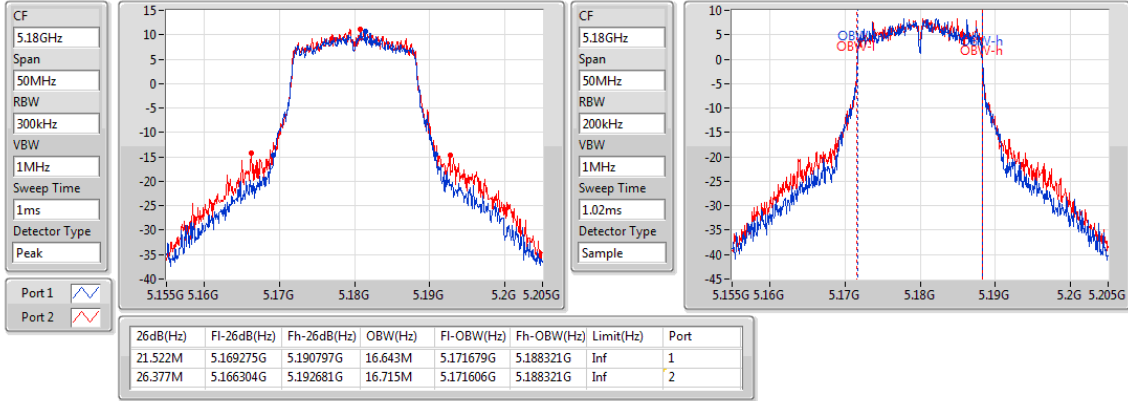 CF
5.18GHz
Span
50MHz
RBW
300kHz
VBW
1MHz
Sweep Time
1ms
Detector Type
Peak
Port 1
Port 2
15
10
5
0
-5
-10
-15
-20
-25
-30
-35
-40
5.155G 5.16G 5.17G 5.18G 5.19G 5.2G 5.205G
CF
5.18GHz
Span
50MHz
RBW
200kHz
VBW
1MHz
Sweep Time
1.02ms
Detector Type
Sample
10
5
0
-5
-10
-15
-20
-25
-30
-35
-40
-45
OBW-h
OBW-h
5.155G 5.16G 5.17G 5.18G 5.19G 5.2G 5.205G
26dB(Hz) Fl-26dB(Hz) Fh-26dB(Hz) OBW(Hz) Fl-OBW(Hz) Fh-OBW(Hz) Limit(Hz) Port
21.522M 5.169275G 5.190797G 16.643M 5.171679G 5.188321G Inf 1
26.377M 5.166304G 5.192681G 16.715M 5.171606G 5.188321G Inf 2